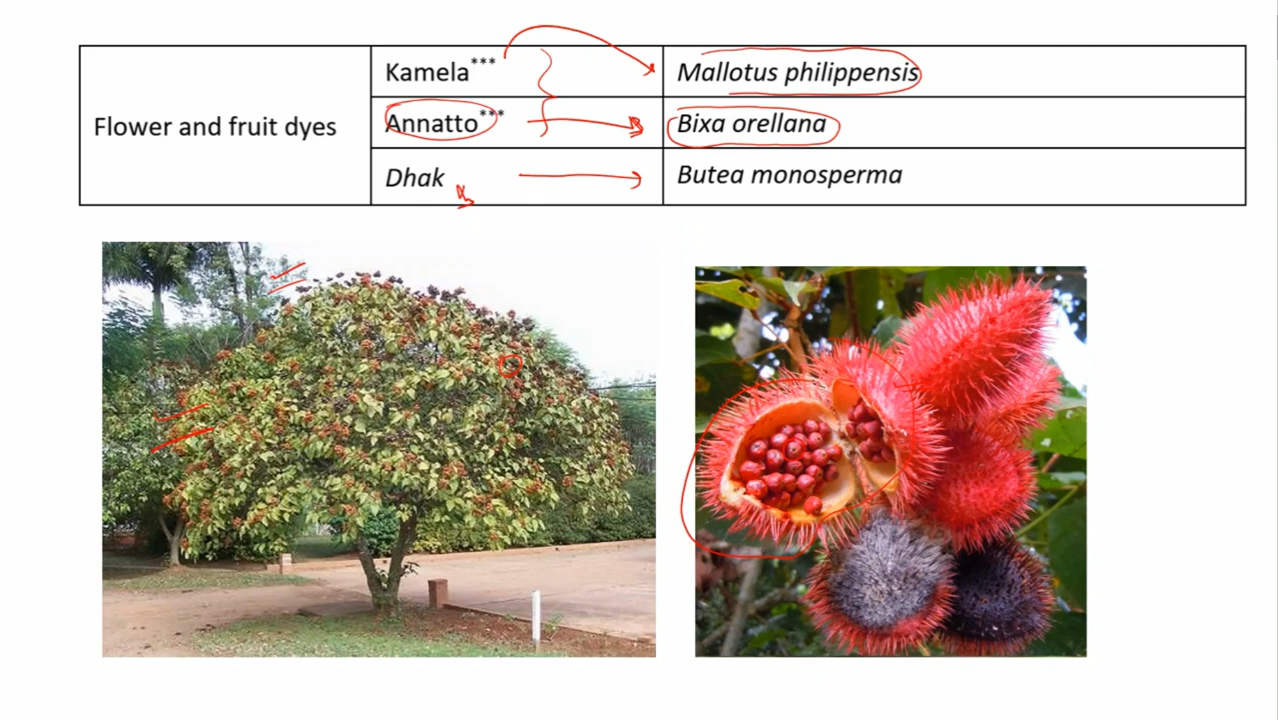 Flower and fruit dyes
Kamela*** Mallotus philippensis
Annatto*** Bixa orellana
Dhak Butea monosperma